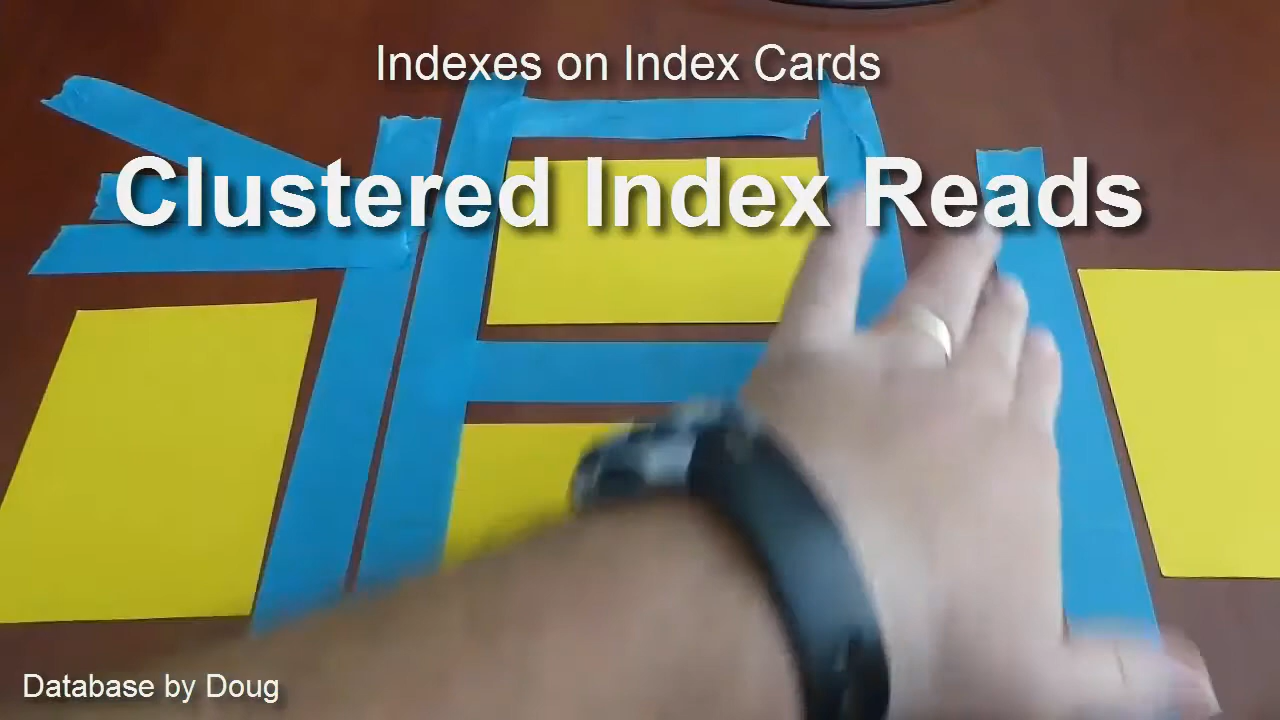 Indexes on Index Cards
Clustered Index Reads
Database by Doug